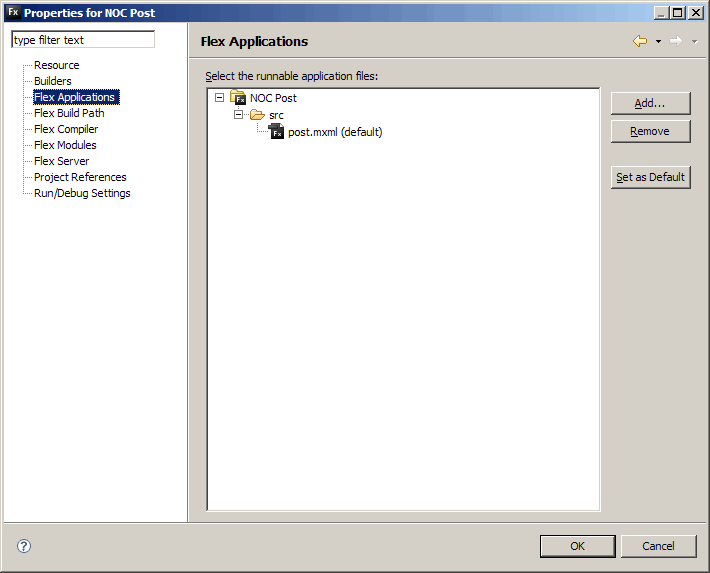 Fx Properties for NOC Post
type filter text
Resource
Builders
Flex Applications
Flex Build Path
Flex Compiler
Flex Modules
Flex Server
Project References
Run/Debug Settings
Flex Applications
Select the runnable application files:
NOC Post
src
Fx post.mxml (default)
Add...
Remove
Set as Default
?
OK
Cancel